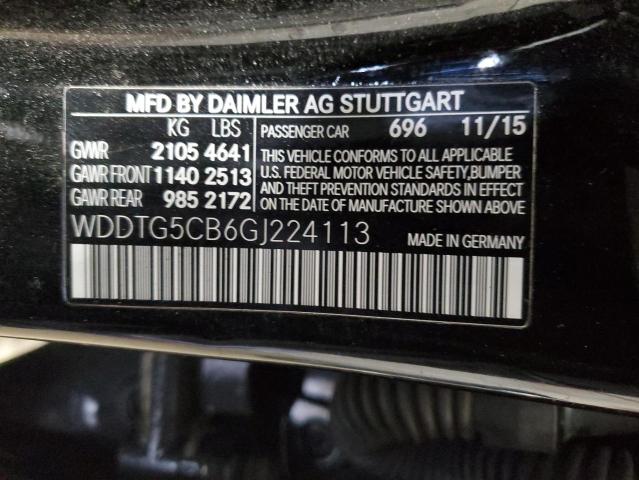 MFD BY DAIMLER AG STUTTGART
KG LBS
GVWR 2105 4641
GAWR FRONT 1140 2513
GAWR REAR 985 2172
PASSENGER CAR 696 11/15
THIS VEHICLE CONFORMS TO ALL APPLICABLE
U.S. FEDERAL MOTOR VEHICLE SAFETY,BUMPER
AND THEFT PREVENTION STANDARDS IN EFFECT
ON THE DATE OF MANUFACTURE SHOWN ABOVE
WDDTG5CB6GJ224113 MADE IN GERMANY